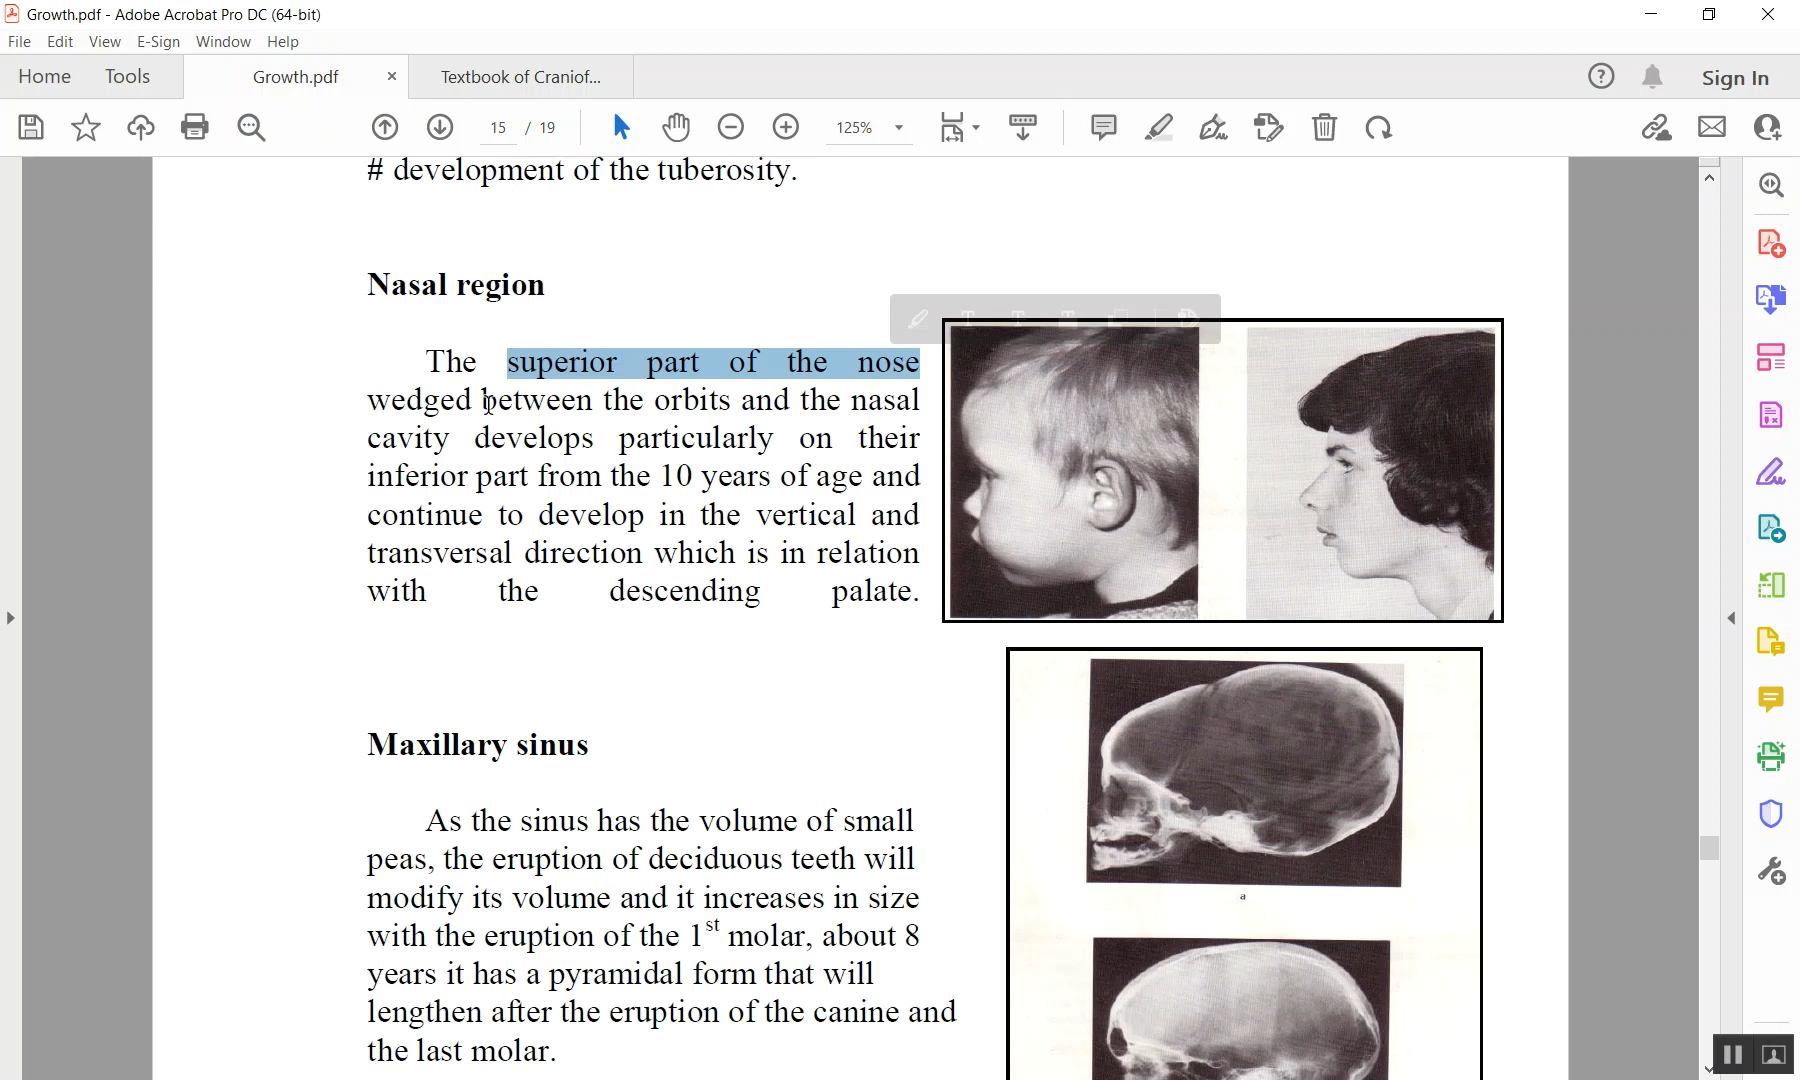 Growth.pdf - Adobe Acrobat Pro DC (64-bit)
File Edit View E-Sign Window Help
Home Tools Growth.pdf × Textbook of Craniof... Sign In
15 / 19 125%
# development of the tuberosity.
Nasal region
The superior part of the nose
wedged between the orbits and the nasal
cavity develops particularly on their
inferior part from the 10 years of age and
continue to develop in the vertical and
transversal direction which is in relation
with the descending palate.
Maxillary sinus
As the sinus has the volume of small
peas, the eruption of deciduous teeth will
modify its volume and it increases in size
with the eruption of the 1st molar, about 8
years it has a pyramidal form that will
lengthen after the eruption of the canine and
the last molar.
a